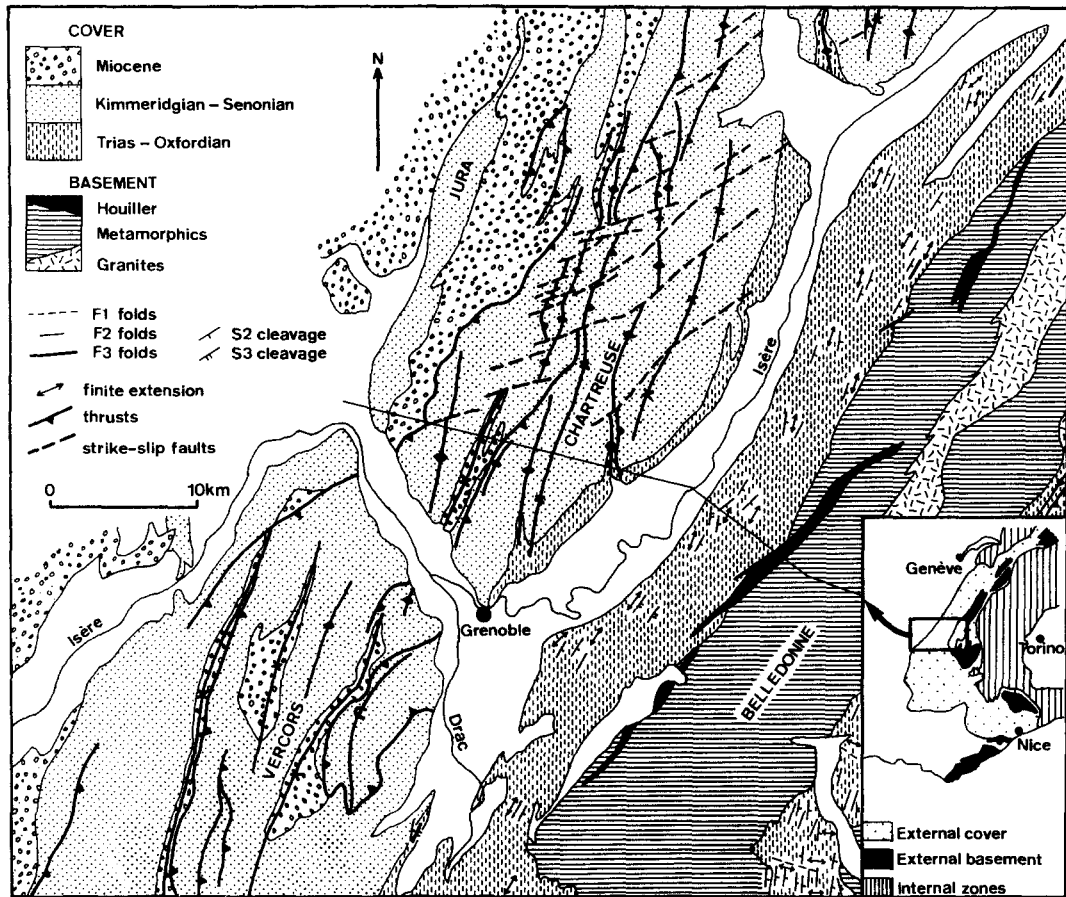 COVER
Miocene
Kimmeridgian – Senonian
Trias – Oxfordian
BASEMENT
Houiller
Metamorphics
Granites
F1 folds
F2 folds
F3 folds
S2 cleavage
S3 cleavage
finite extension
thrusts
strike-slip faults
0 10km
N
JURA
CHARTREUSE
Isère
Isère
Grenoble
Drac
VERCORS
BELLEDONNE
Genève
Torino
Nice
External cover
External basement
Internal zones